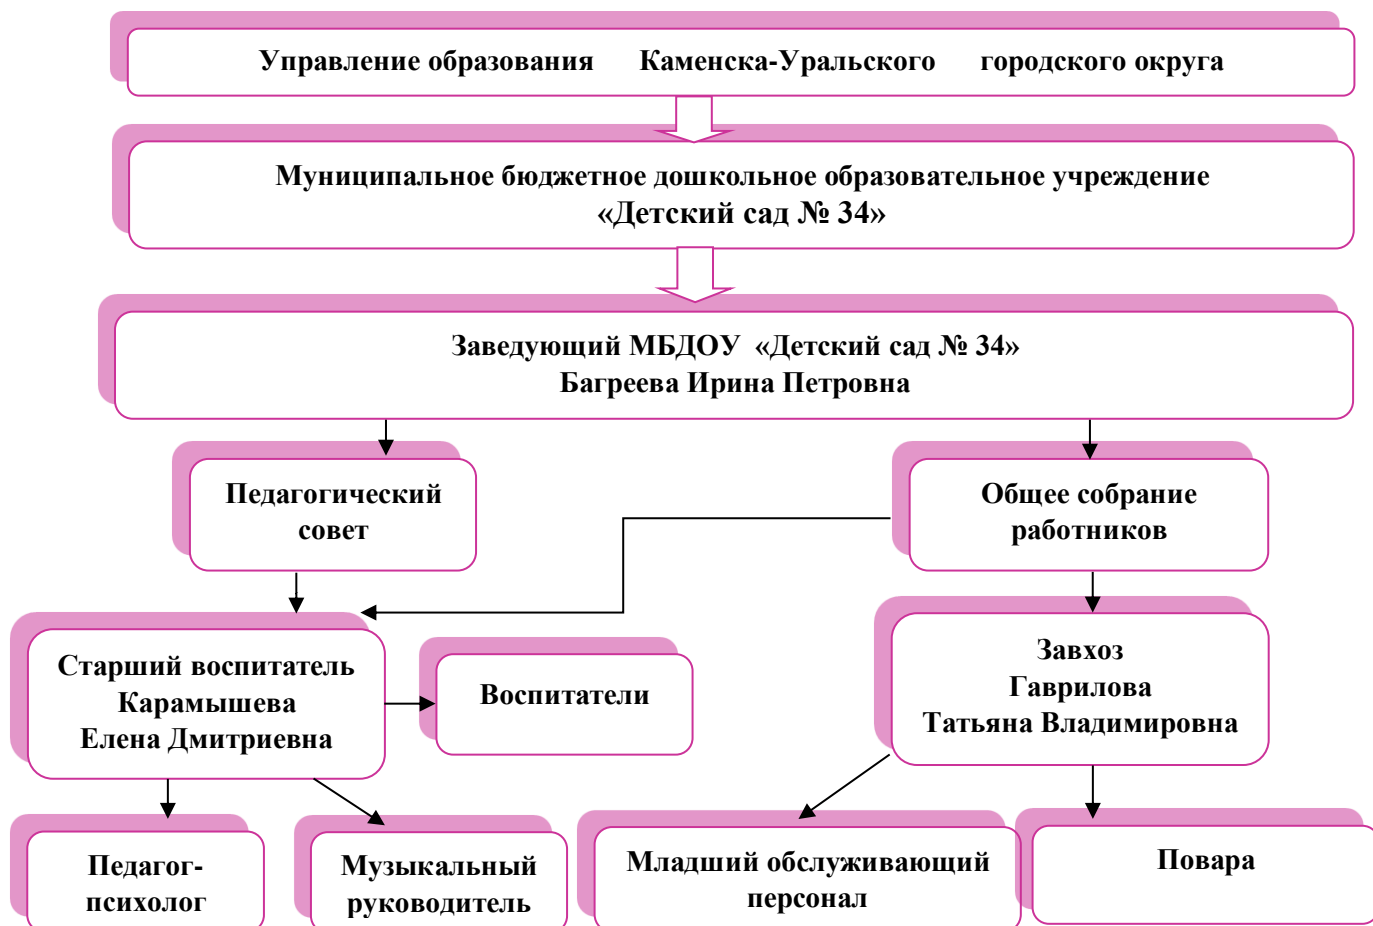 Управление образования Каменска-Уральского городского округа
Муниципальное бюджетное дошкольное образовательное учреждение
«Детский сад № 34»
Заведующий МБДОУ «Детский сад № 34»
Багреева Ирина Петровна
Педагогический
совет
Общее собрание
работников
Старший воспитатель
Карамышева
Елена Дмитриевна
Воспитатели
Завхоз
Гаврилова
Татьяна Владимировна
Педагог-
психолог
Музыкальный
руководитель
Младший обслуживающий
персонал
Повара